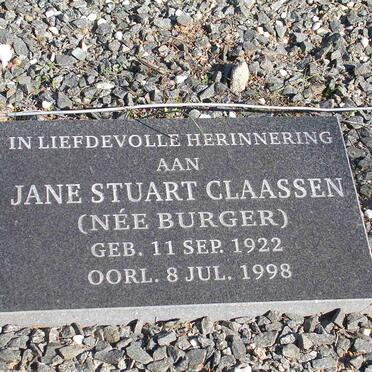 IN LIEFDEVOLLE HERINNERING
AAN
JANE STUART CLAASSEN
(NÉE BURGER)
GEB. 11 SEP. 1922
OORL. 8 JUL. 1998